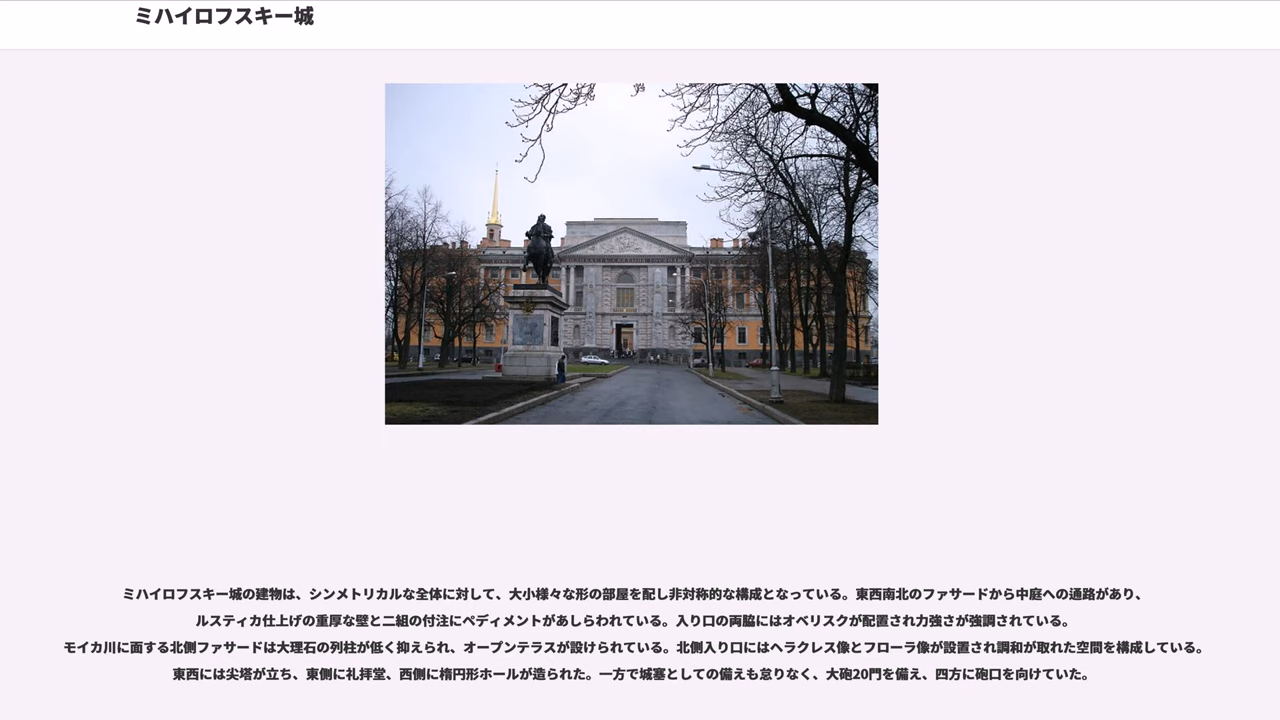 ミハイロフスキー城
ミハイロフスキー城の建物は、シンメトリカルな全体に対して、大小様々な形の部屋を配し非対称的な構成となっている。東西南北のファサードから中庭への通路があり、
ルスティカ仕上げの重厚な壁と二組の付注にペディメントがあしらわれている。入り口の両脇にはオベリスクが配置され力強さが強調されている。
モイカ川に面する北側ファサードは大理石の列柱が低く抑えられ、オープンテラスが設けられている。北側入り口にはヘラクレス像とフローラ像が設置され調和が取れた空間を構成している。
東西には尖塔が立ち、東側に礼拝堂、西側に楕円形ホールが造られた。一方で城塞としての備えも怠りなく、大砲20門を備え、四方に砲口を向けていた。